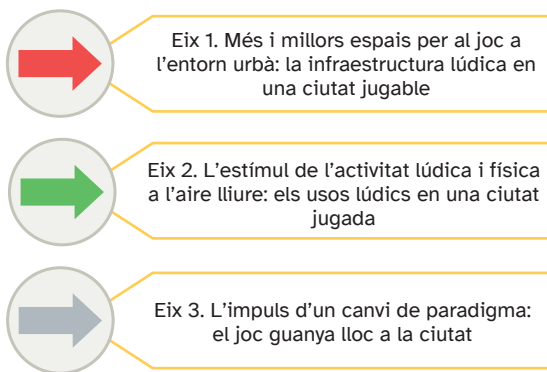 Eix 1. Més i millors espais per al joc a
l’entorn urbà: la infraestructura lúdica en
una ciutat jugable
Eix 2. L’estímul de l’activitat lúdica i física
a l’aire lliure: els usos lúdics en una ciutat
jugada
Eix 3. L’impuls d’un canvi de paradigma:
el joc guanya lloc a la ciutat